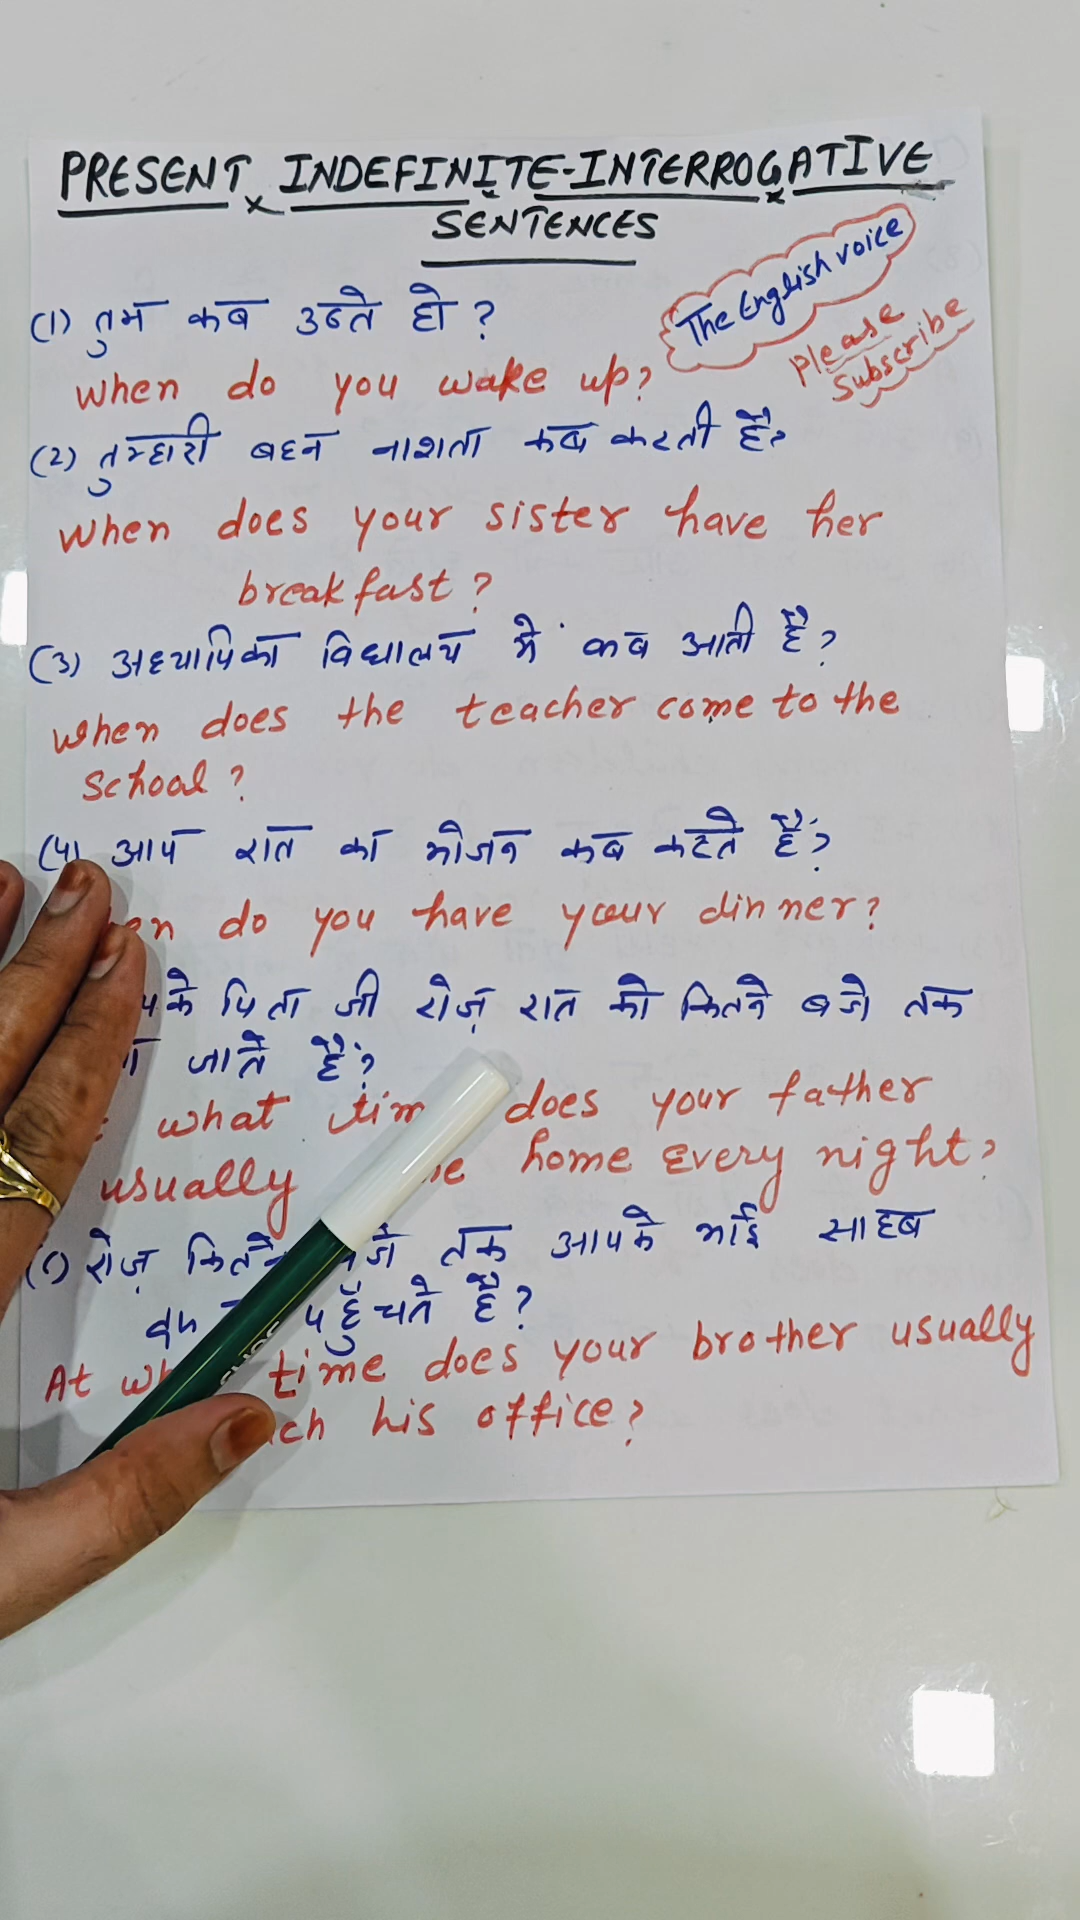 PRESENT INDEFINITE-INTERROGATIVE
SENTENCES
The English voice
Please
Subscribe
(1) तुम कब उठते हो ?
When do you wake up?
(2) तुम्हारी बहन नाशता कब करती है?
When does your sister have her
breakfast ?
(3) अध्यापिका विद्यालय में कब आती है ?
When does the teacher come to the
School ?
(4) आप रात का भोजन कब करते हैं?
do you have your dinner?
पिता जी रोज़ रात को कितने बजे तक
जाते हैं?
what does your father
usually home Every night?
रोज़ तक आपके भाई साहब
पहुँचते हैं ?
At time does your brother usually
his office?